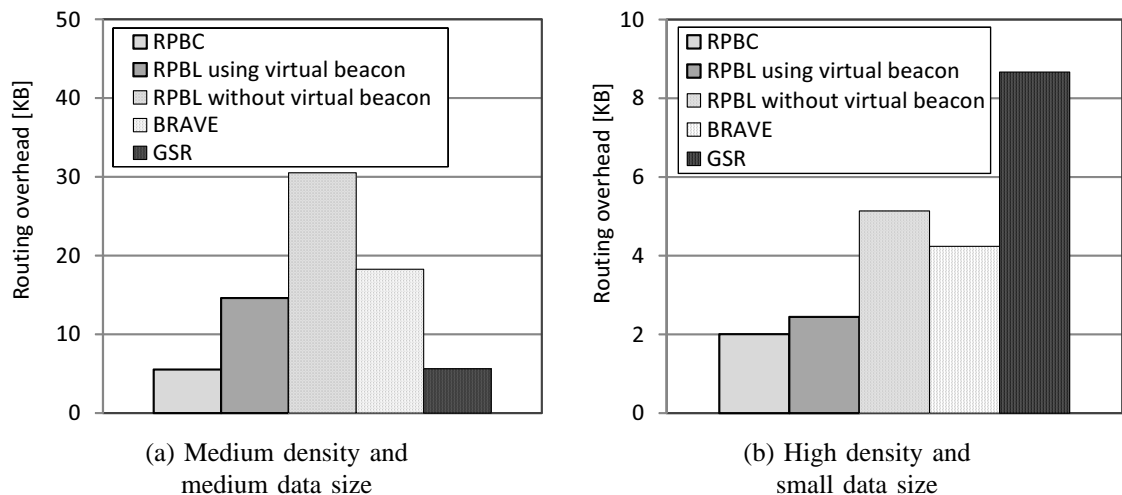 50
40
30
20
10
0
Routing overhead [KB]
RPBC
RPBL using virtual beacon
RPBL without virtual beacon
BRAVE
GSR
(a) Medium density and
medium data size
10
8
6
4
2
0
Routing overhead [KB]
RPBC
RPBL using virtual beacon
RPBL without virtual beacon
BRAVE
GSR
(b) High density and
small data size